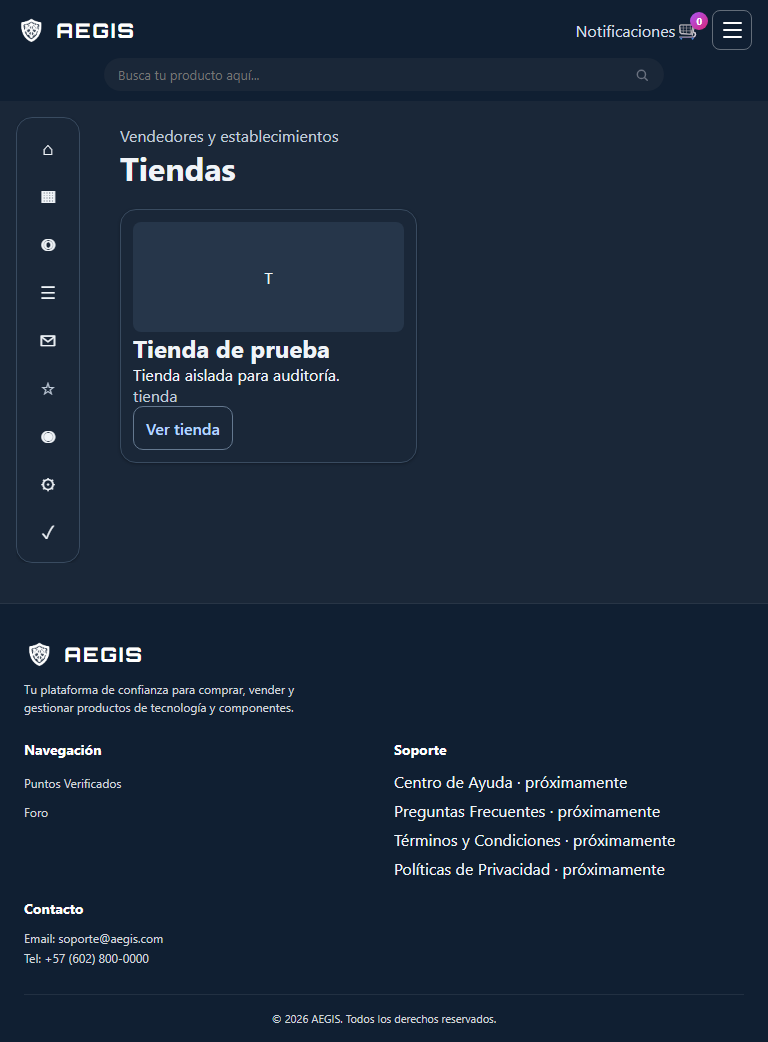 AEGIS
Notificaciones
0
Busca tu producto aquí...
Vendedores y establecimientos
Tiendas
T
Tienda de prueba
Tienda aislada para auditoría.
tienda
Ver tienda
AEGIS
Tu plataforma de confianza para comprar, vender y
gestionar productos de tecnología y componentes.
Navegación
Puntos Verificados
Foro
Soporte
Centro de Ayuda · próximamente
Preguntas Frecuentes · próximamente
Términos y Condiciones · próximamente
Políticas de Privacidad · próximamente
Contacto
Email: soporte@aegis.com
Tel: +57 (602) 800-0000
© 2026 AEGIS. Todos los derechos reservados.